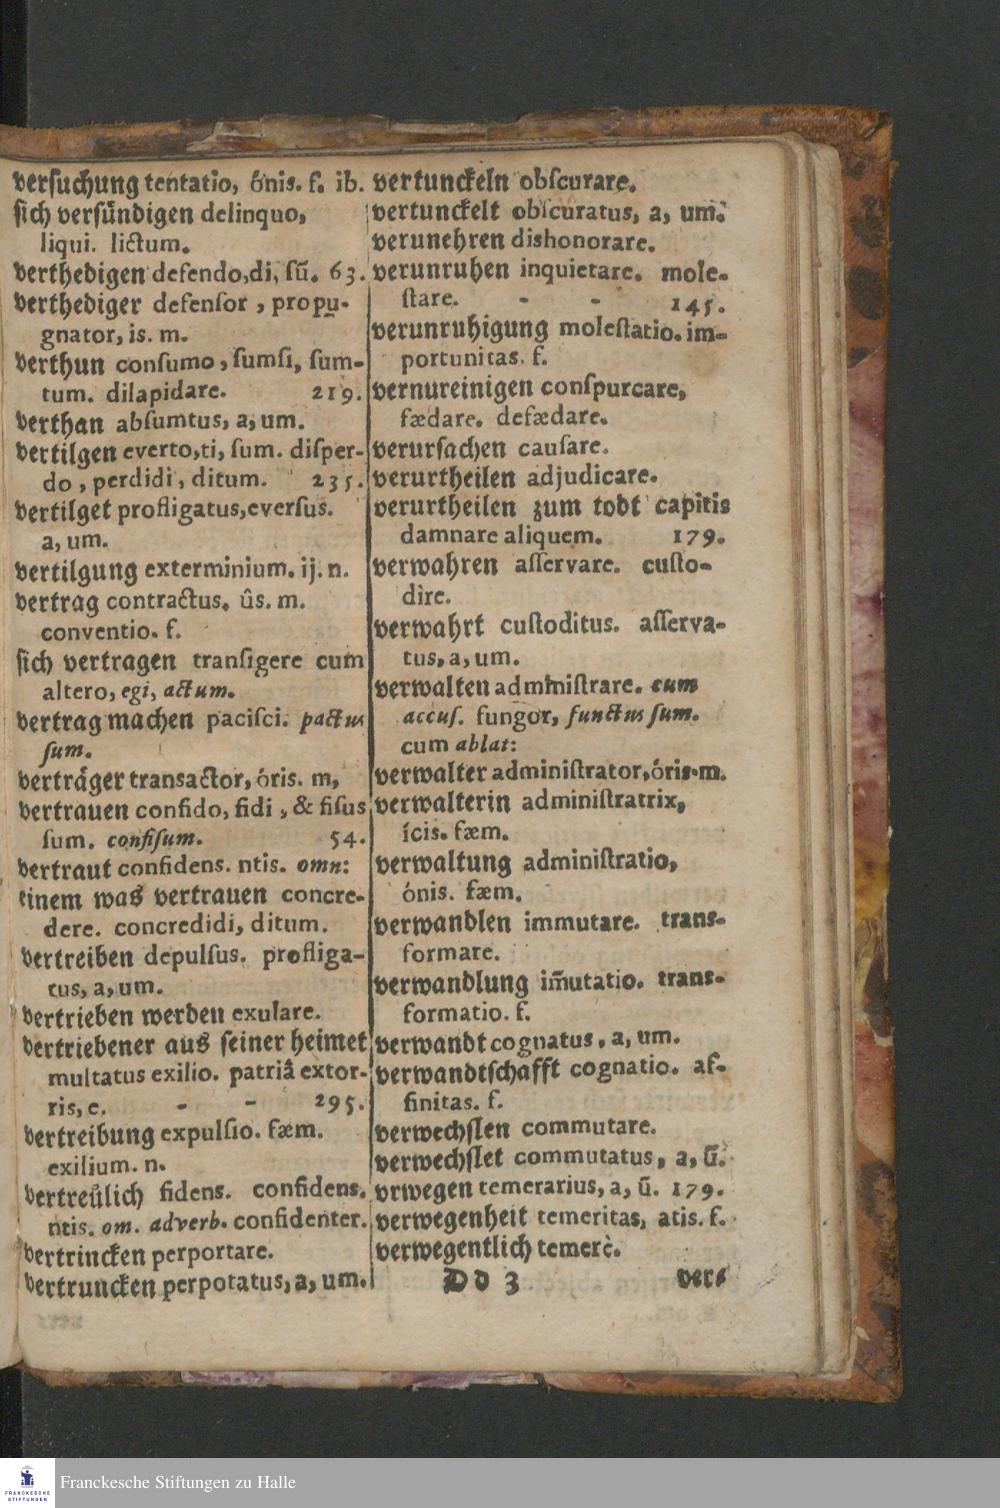 versuchung tentatio, ónis. f. ib.
sich versündigen delinquo,
liqui. lictum.
verthedigen defendo,di, sū. 63.
verthediger defensor, propu-
gnator, is. m.
verthun consumo, sumsi, sum-
tum. dilapidare. 219.
verthan absumtus, a, um.
vertilgen everto,ti, sum. disper-
do, perdidi, ditum. 235.
vertilget profligatus,eversus.
a, um.
vertilgung exterminium. ij. n.
vertrag contractus. ûs. m.
conventio. f.
sich vertragen transigere cum
altero, egi, actum.
vertrag machen pacisci. pactus
sum.
verträger transactor, óris. m,
vertrauen confido, fidi, & fisus
sum. confisum. 54.
vertraut confidens. ntis. omn:
einem was vertrauen concre-
dere. concredidi, ditum.
vertreiben depulsus. profliga-
tus, a, um.
vertrieben werden exulare.
vertriebener aus seiner heimet
multatus exilio. patriâ extor-
ris, e. - - 295.
vertreibung expulsio. fæm.
exilium. n.
vertreülich fidens. confidens.
ntis. om. adverb. confidenter.
vertrincken perportare.
vertruncken perpotatus, a, um.
vertunckeln obscurare.
vertunckelt obscuratus, a, um.
verunehren dishonorare.
verunruhen inquietare. mole-
stare. - - 145.
verunruhigung molestatio. im-
portunitas. f.
vernureinigen conspurcare,
fædare. defædare.
verursachen causare.
verurtheilen adjudicare.
verurtheilen zum todt capitis
damnare aliquem. 179.
verwahren asservare. custo-
dire.
verwahrt custoditus. asserva-
tus, a, um.
verwalten administrare. cum
accus. fungor, functus sum.
cum ablat:
verwalter administrator, óris. m.
verwalterin administratrix,
ícis. fæm.
verwaltung administratio,
ónis. fæm.
verwandlen immutare. trans-
formare.
verwandlung im̄utatio. trans-
formatio. f.
verwandt cognatus, a, um.
verwandtschafft cognatio. af-
finitas. f.
verwechslen commutare.
verwechslet commutatus, a, ū.
vrwegen temerarius, a, ū. 179.
verwegenheit temeritas, atis. f.
verwegentlich temerè.
Dd 3 ver-
Franckesche Stiftungen zu Halle
FRANCKESCHE
STIFTUNGEN